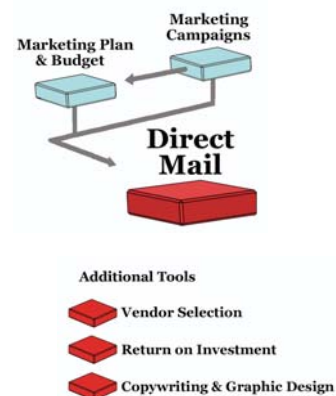 Marketing
Campaigns
Marketing Plan
& Budget
Direct
Mail
Additional Tools
Vendor Selection
Return on Investment
Copywriting & Graphic Design